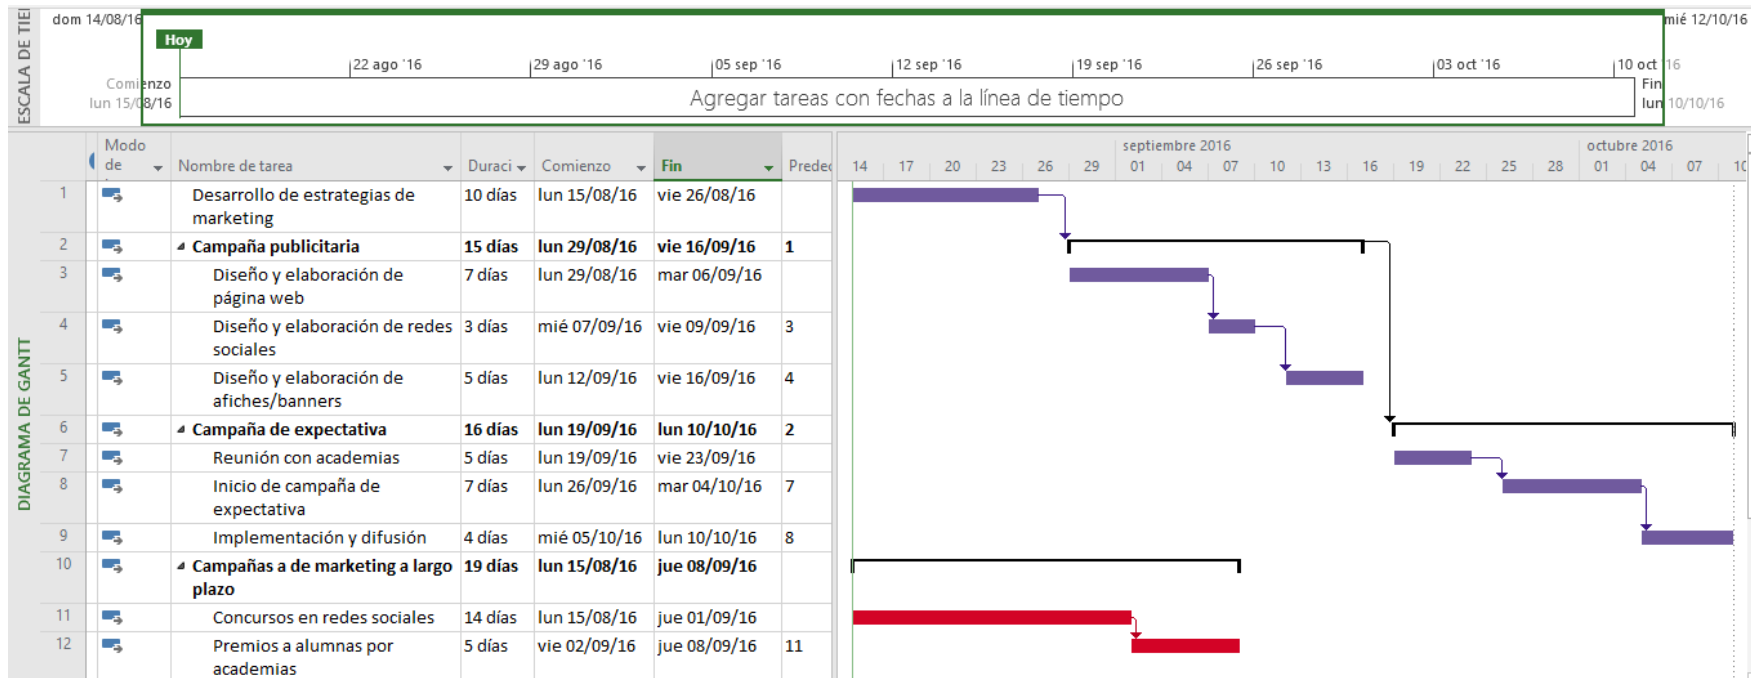 ESCALA DE TIE
dom 14/08/16
mié 12/10/16
Hoy
22 ago '16
29 ago '16
05 sep '16
12 sep '16
19 sep '16
26 sep '16
03 oct '16
10 oct '16
Comienzo
lun 15/08/16
Agregar tareas con fechas a la línea de tiempo
Fin
lun 10/10/16
DIAGRAMA DE GANTT
Modo de
Nombre de tarea
Duraci
Comienzo
Fin
Predec
septiembre 2016
octubre 2016
14 17 20 23 26 29 01 04 07 10 13 16 19 22 25 28 01 04 07 10
1 Desarrollo de estrategias de 10 días lun 15/08/16 vie 26/08/16
marketing
2 Campaña publicitaria 15 días lun 29/08/16 vie 16/09/16 1
3 Diseño y elaboración de 7 días lun 29/08/16 mar 06/09/16
página web
4 Diseño y elaboración de redes 3 días mié 07/09/16 vie 09/09/16 3
sociales
5 Diseño y elaboración de 5 días lun 12/09/16 vie 16/09/16 4
afiches/banners
6 Campaña de expectativa 16 días lun 19/09/16 lun 10/10/16 2
7 Reunión con academias 5 días lun 19/09/16 vie 23/09/16
8 Inicio de campaña de 7 días lun 26/09/16 mar 04/10/16 7
expectativa
9 Implementación y difusión 4 días mié 05/10/16 lun 10/10/16 8
10 Campañas a de marketing a largo 19 días lun 15/08/16 jue 08/09/16
plazo
11 Concursos en redes sociales 14 días lun 15/08/16 jue 01/09/16
12 Premios a alumnas por 5 días vie 02/09/16 jue 08/09/16 11
academias